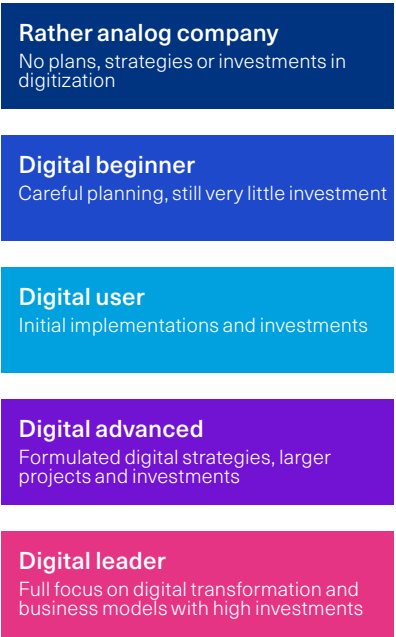 Rather analog company
No plans, strategies or investments in
digitization
Digital beginner
Careful planning, still very little investment
Digital user
Initial implementations and investments
Digital advanced
Formulated digital strategies, larger
projects and investments
Digital leader
Full focus on digital transformation and
business models with high investments